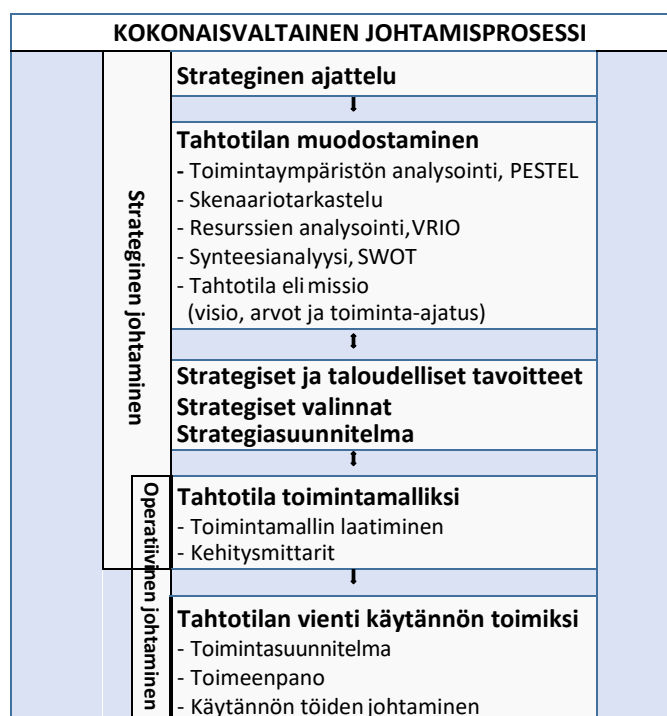 KOKONAISVALTAINEN JOHTAMISPROSESSI
Strateginen johtaminen
Strateginen ajattelu
Tahtotilan muodostaminen
- Toimintaympäristön analysointi, PESTEL
- Skenaariotarkastelu
- Resurssien analysointi, VRIO
- Synteesianalyysi, SWOT
- Tahtotila eli missio
(visio, arvot ja toiminta-ajatus)
Strategiset ja taloudelliset tavoitteet
Strategiset valinnat
Strategiasuunnitelma
Operatiivinen johtaminen
Tahtotila toimintamalliksi
- Toimintamallin laatiminen
- Kehitysmittarit
Tahtotilan vienti käytännön toimiksi
- Toimintasuunnitelma
- Toimeenpano
- Käytännön töiden johtaminen